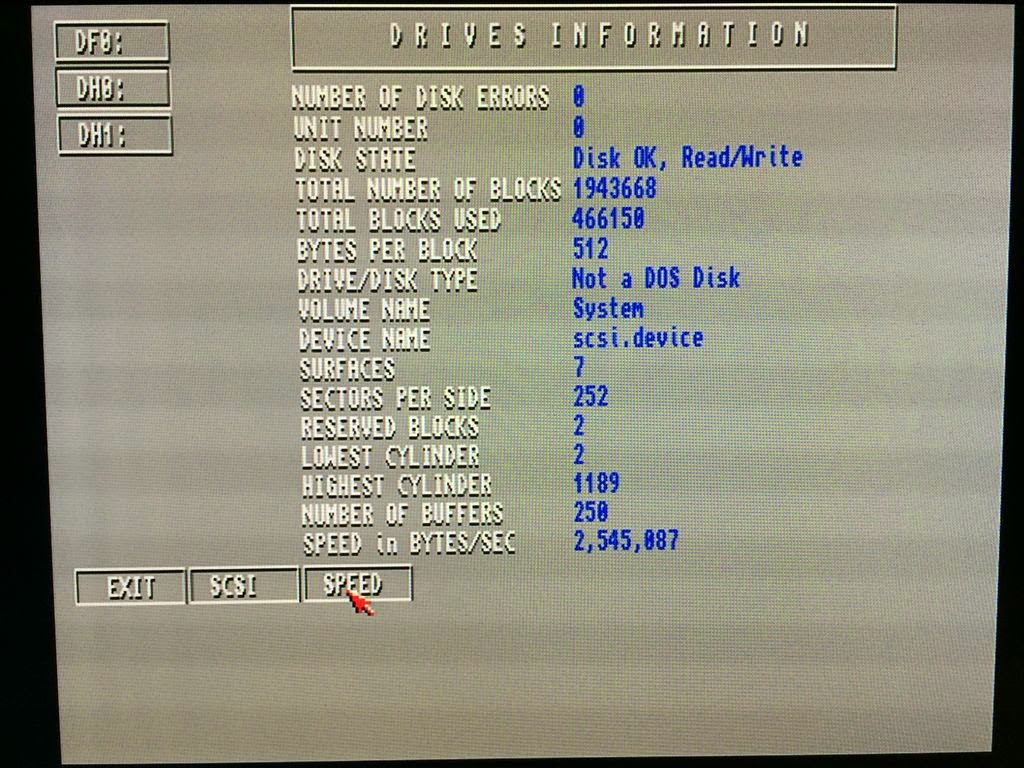 DF0:
DH0:
DH1:
DRIVES INFORMATION
NUMBER OF DISK ERRORS 0
UNIT NUMBER 0
DISK STATE Disk OK, Read/Write
TOTAL NUMBER OF BLOCKS 1943668
TOTAL BLOCKS USED 466150
BYTES PER BLOCK 512
DRIVE/DISK TYPE Not a DOS Disk
VOLUME NAME System
DEVICE NAME scsi.device
SURFACES 7
SECTORS PER SIDE 252
RESERVED BLOCKS 2
LOWEST CYLINDER 2
HIGHEST CYLINDER 1189
NUMBER OF BUFFERS 250
SPEED in BYTES/SEC 2,545,087
EXIT SCSI SPEED